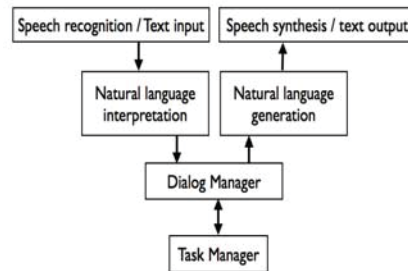 Speech recognition / Text input
Speech synthesis / text output
Natural language
interpretation
Natural language
generation
Dialog Manager
Task Manager